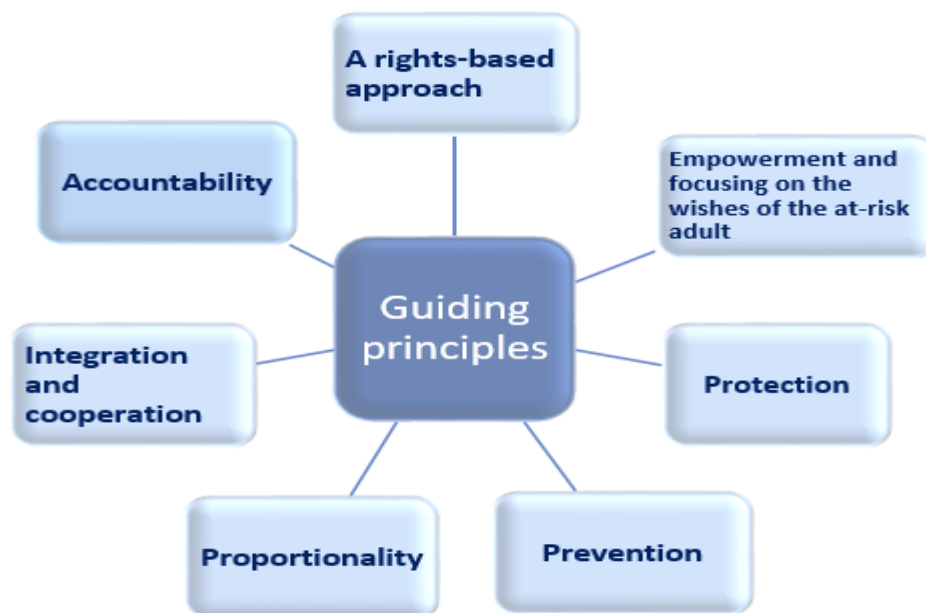 A rights-based
approach
Accountability
Empowerment and
focusing on the
wishes of the at-risk
adult
Guiding
principles
Integration
and
cooperation
Protection
Proportionality
Prevention